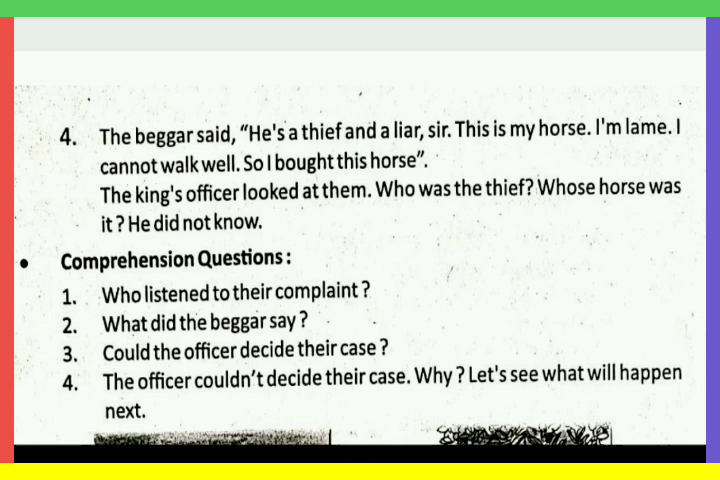 4. The beggar said, “He's a thief and a liar, sir. This is my horse. I'm lame. I
cannot walk well. So I bought this horse”.
The king's officer looked at them. Who was the thief? Whose horse was
it ? He did not know.
• Comprehension Questions :
1. Who listened to their complaint ?
2. What did the beggar say ?
3. Could the officer decide their case ?
4. The officer couldn't decide their case. Why ? Let's see what will happen
next.